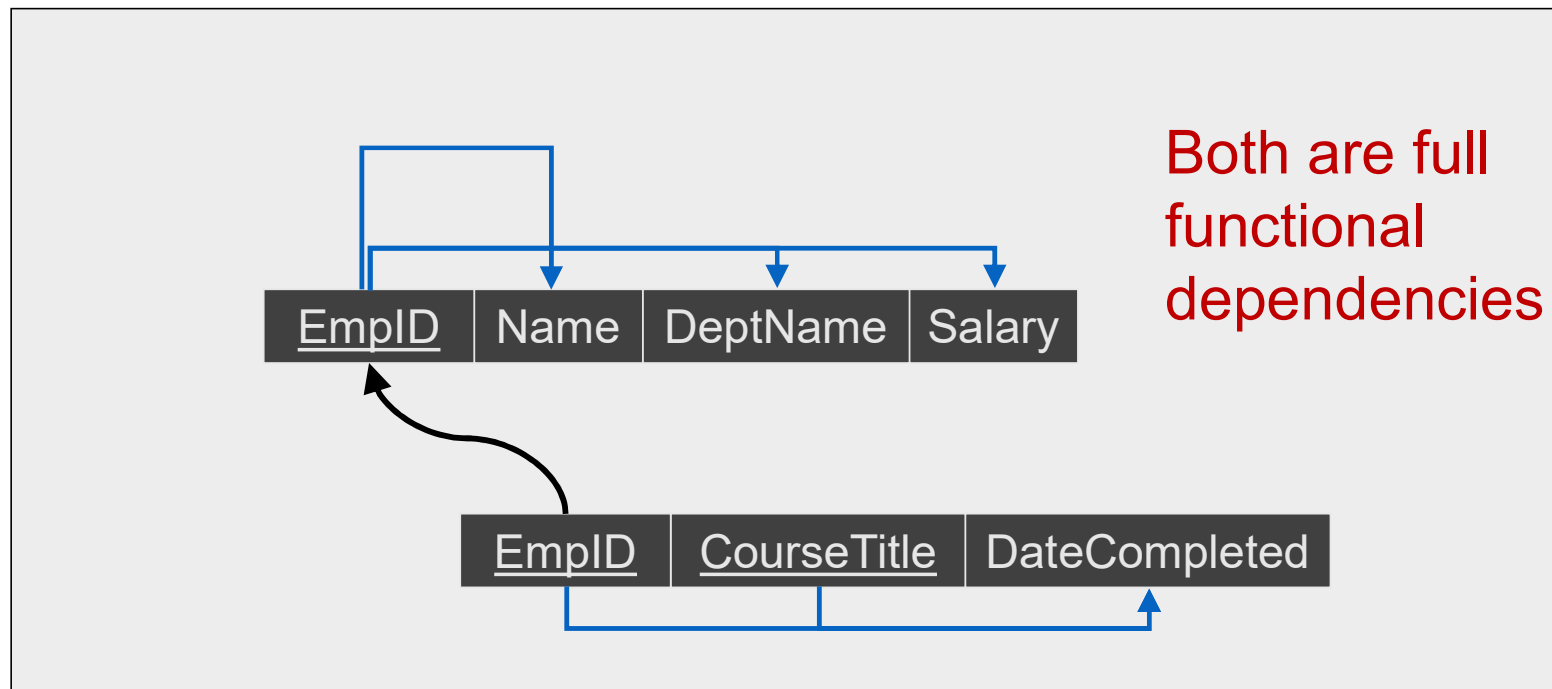 Both are full
functional
dependencies
EmpID Name DeptName Salary
EmpID CourseTitle DateCompleted